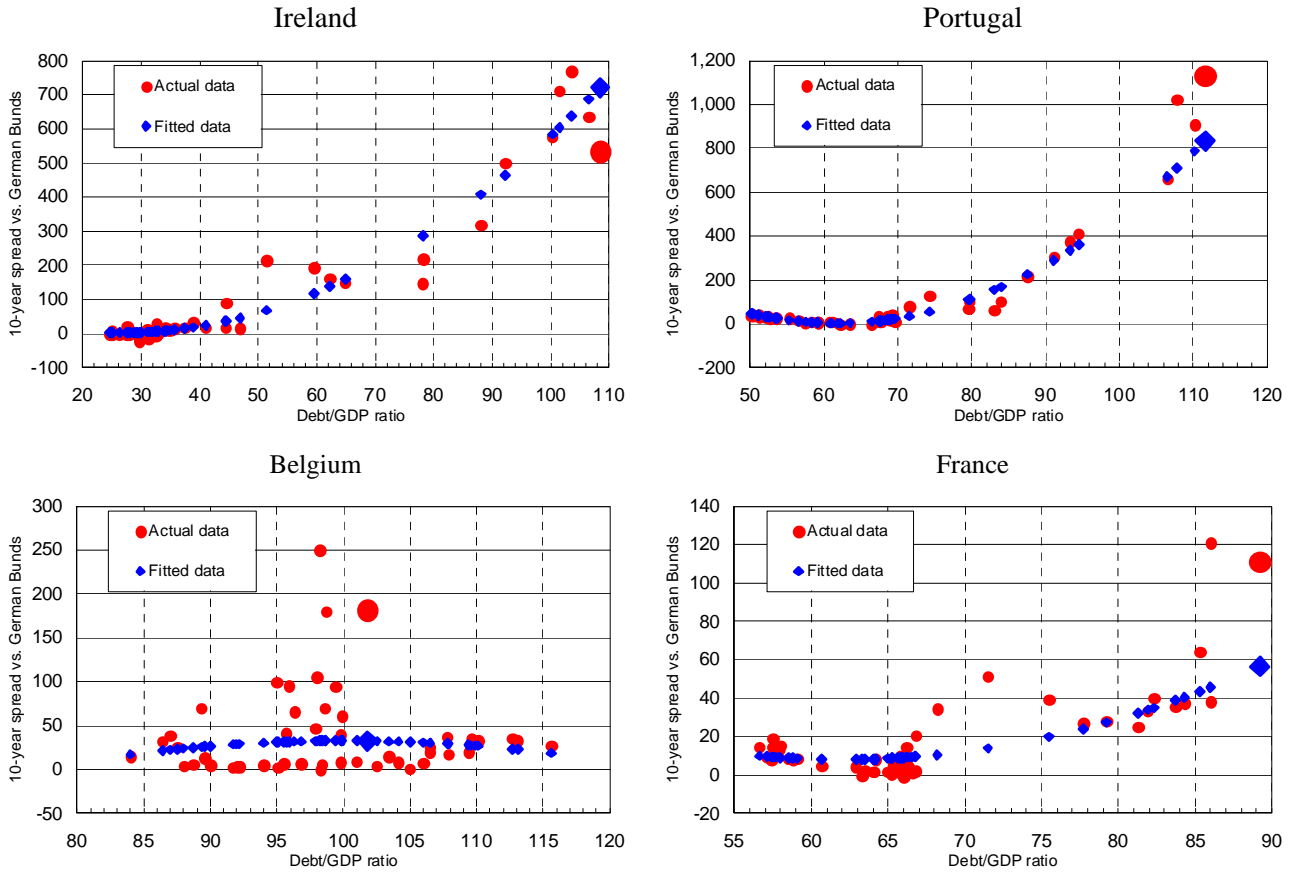 Ireland
800
700
600
500
400
300
200
100
0
-100
20 30 40 50 60 70 80 90 100 110
Debt/GDP ratio
10-year spread vs. German Bunds
Actual data
Fitted data
Portugal
1,200
1,000
800
600
400
200
0
-200
50 60 70 80 90 100 110 120
Debt/GDP ratio
10-year spread vs. German Bunds
Actual data
Fitted data
Belgium
300
250
200
150
100
50
0
-50
80 85 90 95 100 105 110 115 120
Debt/GDP ratio
10-year spread vs. German Bunds
Actual data
Fitted data
France
140
120
100
80
60
40
20
0
-20
55 60 65 70 75 80 85 90
Debt/GDP ratio
10-year spread vs. German Bunds
Actual data
Fitted data